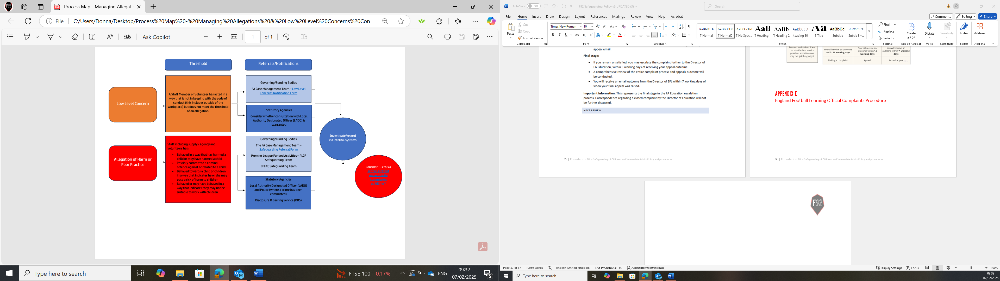 F92
Process Map - Managing Allegati
File
C:/Users/Donna/Desktop/Process%20Map%20-%20Managing%20Allegations%20&%20Low%20Level%20Concerns%20Con...
Ask Copilot
1
of 1
Threshold
Referrals/Notifications
Low Level Concern
A Staff Member or Volunteer has acted in a
way that is not in keeping with the code of
conduct (this includes outside of the
workplace) but does not meet the threshold
of an allegation.
Governing/Funding Bodies
FA Case Management Team – Low Level
Concerns Notification Form
Statutory Agencies
Consider whether consultation with Local
Authority Designated Officer (LADO) is
warranted
Investigate/record
via internal systems
Allegation of Harm or
Poor Practice
Staff including supply / agency and
volunteers has:
• Behaved in a way that has harmed a
child or may have harmed a child
• Possibly committed a criminal
offence against or related to a child
• Behaved towards a child or children
in a way that indicates he or she may
pose a risk of harm to children
• Behaved or may have behaved in a
way that indicates they may not be
suitable to work with children
Governing/Funding Bodies
The FA Case Management Team –
Safeguarding Referral Form
Premier League Funded Activities – PLCF
Safeguarding Team
EFLitC Safeguarding Team
Statutory Agencies
Local Authority Designated Officer (LADO)
and Police (where a crime has been
committed)
Disclosure & Barring Service (DBS)
Consider – Is this a
Type here to search
FTSE 100 -0.17%
ENG
09:32
07/02/2025
5
AutoSave Off
F92 Safeguarding Policy v3 UPDATED (3)
Search
File Home Insert Draw Design Layout References Mailings Review View Help Acrobat
Comments Editing Share
Paste
Cut
Copy
Format Painter
Times New Roman 10
AaBbCcDc AaBbCcDc AaBbCcDc AaB AaBb AaBbCcD Aa AaBbCcl AaBbCcDc
¶ Normal ¶ Normal0 ¶ No Spac... ¶ Heading 1 ¶ Heading 2 heading 30 ¶ Title Subtitle Subtle Em...
Find
Replace
Select
Create
a PDF
Dictate
Sensitivity
Editor
Add-ins
Clipboard Font Paragraph Styles Editing Adobe Acrobat Voice Sensitivity Editor Add-ins
appeal email.
Final stage:
• If you remain unsatisfied, you may escalate the complaint further to the Director of
FA Education, within 5 working days of receiving your appeal outcome.
• A comprehensive review of the entire complaint process and appeals outcome will
be conducted.
• You will receive an email outcome from the Director of EFL within 7 working days of
when your final appeal was raised.
Important Information: This represents the final stage in the FA Education escalation
process. Correspondence regarding a closed complaint by the Director of Education will not
be further discussed.
NEXT REVIEW
35 | Foundation 92 - Safeguarding of Children and Vulnerable Adults Policy and procedures
learners and stakeholders
receive the best service
possible, sometimes we
may not get things right.
You will receive an outcome
within 21 working days
You will receive an
outcome within 14
working days
You will receive an
outcome within 7 working
days
Making a complaint
Appeal
Second Appeal......
APPENDIX E
England Football Learning Official Complaints Procedure
36 | Foundation 92 - Safeguarding of Children and Vulnerable Adults Policy and procedures
F92
Page 37 of 37 10059 words English (United Kingdom) Text Predictions: On Accessibility: Investigate
Display Settings Focus 100%
Type here to search
09:32
07/02/2025